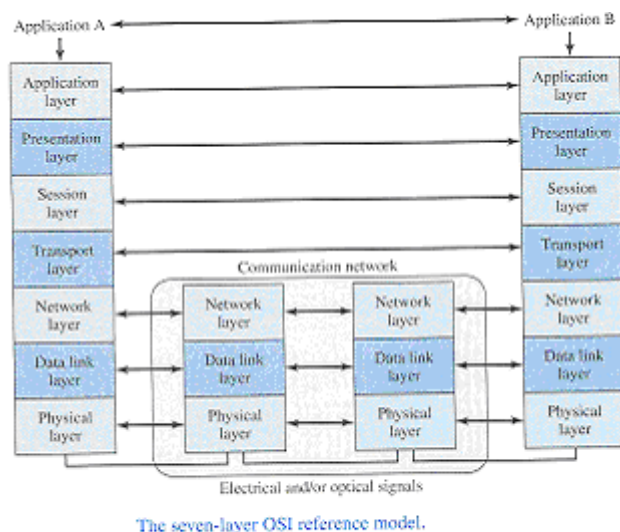 Application A
Application B
Application
layer
Application
layer
Presentation
layer
Presentation
layer
Session
layer
Session
layer
Transport
layer
Transport
layer
Communication network
Network
layer
Network
layer
Network
layer
Network
layer
Data link
layer
Data link
layer
Data link
layer
Data link
layer
Physical
layer
Physical
layer
Physical
layer
Physical
layer
Electrical and/or optical signals
The seven-layer OSI reference model.